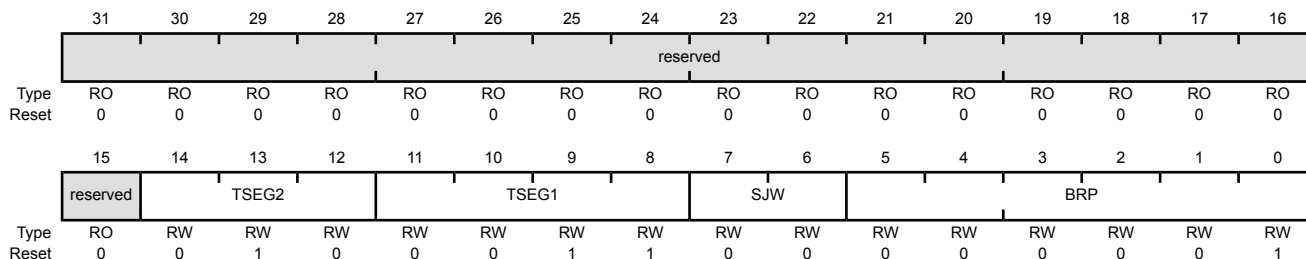 31 30 29 28 27 26 25 24 23 22 21 20 19 18 17 16
reserved
Type RO RO RO RO RO RO RO RO RO RO RO RO RO RO RO RO
Reset 0 0 0 0 0 0 0 0 0 0 0 0 0 0 0 0
15 14 13 12 11 10 9 8 7 6 5 4 3 2 1 0
reserved TSEG2 TSEG1 SJW BRP
Type RO RW RW RW RW RW RW RW RW RW RW RW RW RW RW RW
Reset 0 0 1 0 0 0 1 1 0 0 0 0 0 0 0 1